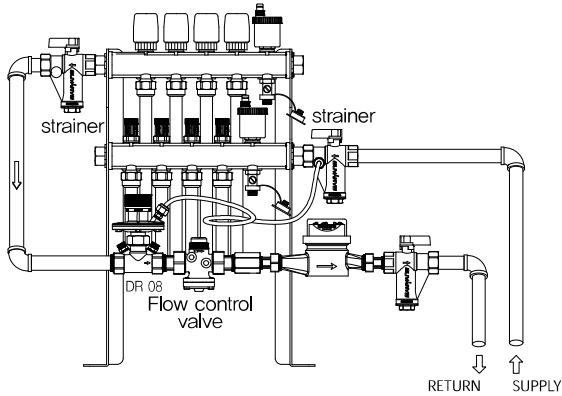 strainer
strainer
DR 08
Flow control
valve
RETURN
SUPPLY